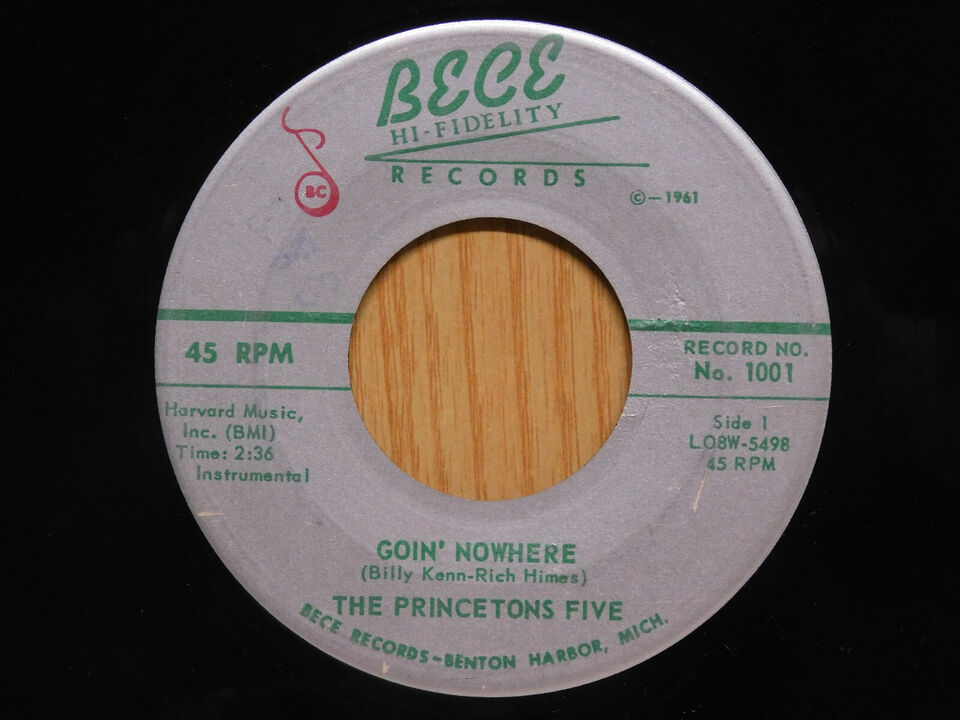 BECE
HI-FIDELITY
RECORDS
BC
©-1961
45 RPM
RECORD NO.
No. 1001
Harvard Music,
Inc. (BMI)
Time: 2:36
Instrumental
Side 1
LO8W-5498
45 RPM
GOIN' NOWHERE
(Billy Kenn-Rich Himes)
THE PRINCETONS FIVE
BECE RECORDS-BENTON HARBOR, MICH.